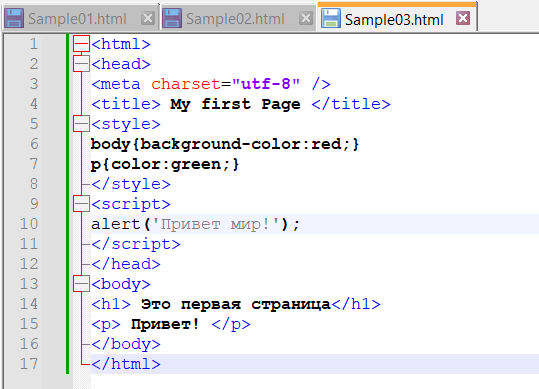 Sample01.html Sample02.html Sample03.html
1 <html>
2 <head>
3 <meta charset="utf-8" />
4 <title> My first Page </title>
5 <style>
6 body{background-color:red;}
7 p{color:green;}
8 </style>
9 <script>
10 alert('Привет мир!');
11 </script>
12 </head>
13 <body>
14 <h1> Это первая страница</h1>
15 <p> Привет! </p>
16 </body>
17 </html>